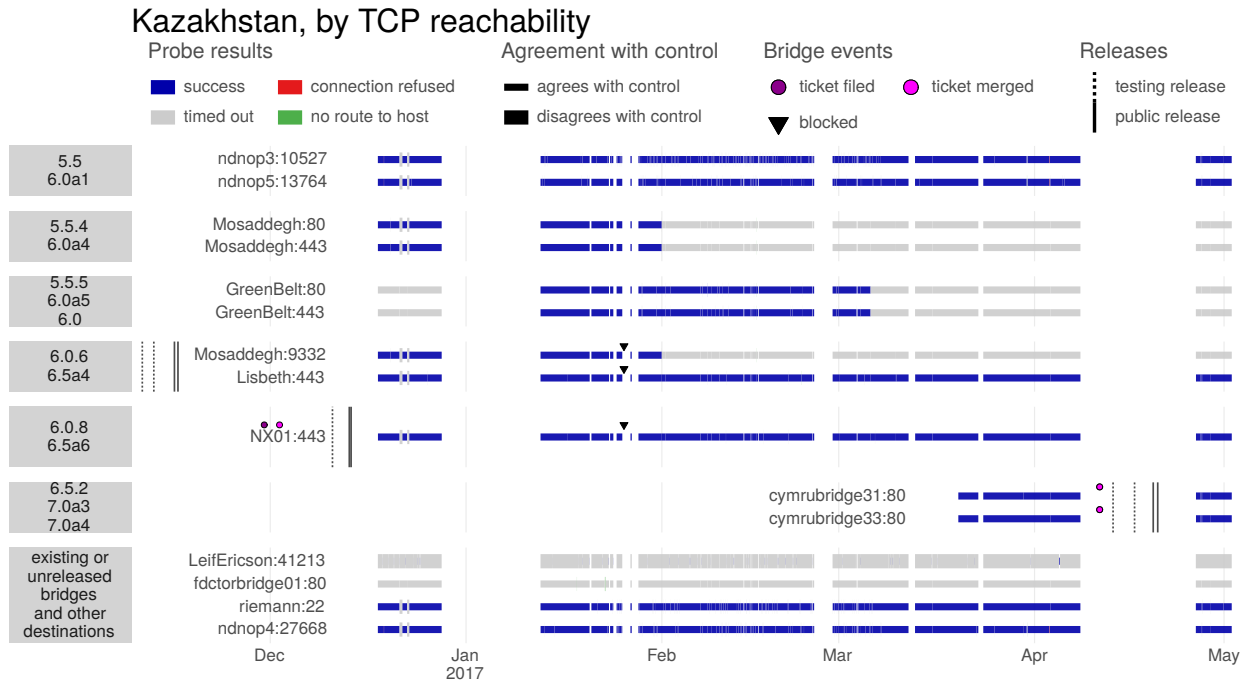 Kazakhstan, by TCP reachability
Probe results
Agreement with control
Bridge events
Releases
success
connection refused
agrees with control
ticket filed
ticket merged
testing release
timed out
no route to host
disagrees with control
blocked
public release
5.5
6.0a1
ndnop3:10527
ndnop5:13764
5.5.4
6.0a4
Mosaddegh:80
Mosaddegh:443
5.5.5
6.0a5
6.0
GreenBelt:80
GreenBelt:443
6.0.6
6.5a4
Mosaddegh:9332
Lisbeth:443
6.0.8
6.5a6
NX01:443
6.5.2
7.0a3
7.0a4
cymrubridge31:80
cymrubridge33:80
existing or
unreleased
bridges
and other
destinations
LeifEricson:41213
fdctorbridge01:80
riemann:22
ndnop4:27668
Dec
Jan
2017
Feb
Mar
Apr
May